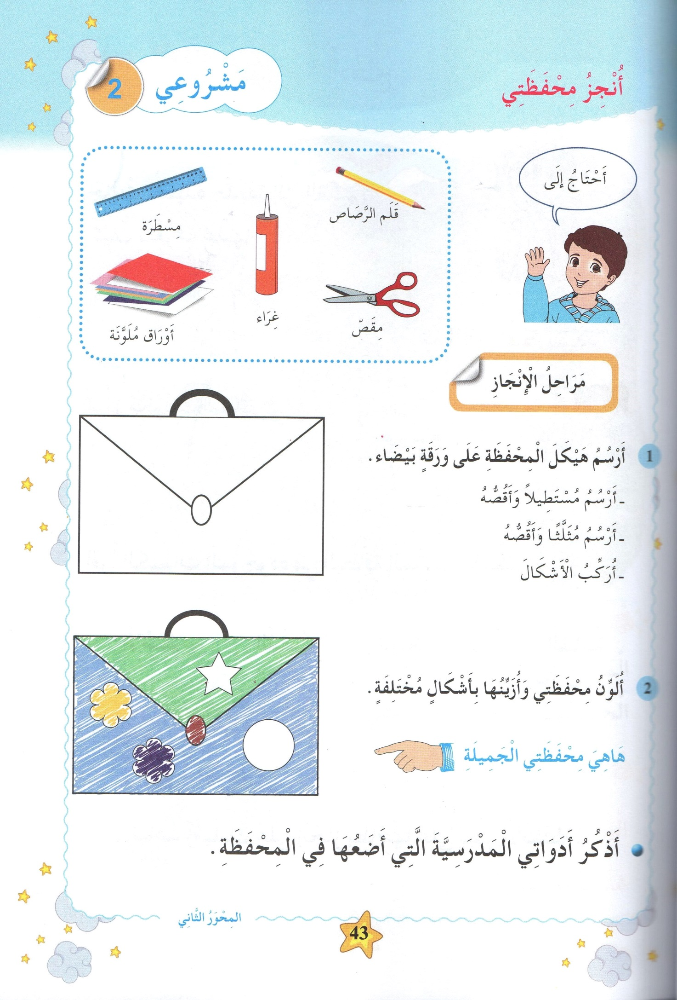 أُنْجِزُ مِحْفَظَتِي
مَشْرُوعِي
2
أَحْتَاجُ إلَى
قَلَم الرَّصَاص
مِسْطَرَة
مِقَصّ
غِرَاء
أَوْرَاق مُلَوَّنَة
مَرَاحِلُ الْإِنْجَازِ
1 أَرْسُمُ هَيْكَلَ الْمِحْفَظَةِ عَلَى وَرَقَةٍ بَيْضَاء.
ـ أَرْسُمُ مُسْتَطِيلاً وَأَقُصُّهُ
ـ أَرْسُمُ مُثَلَّثًا وَأَقُصُّهُ
ـ أُرَكِّبُ الْأَشْكَالَ
2 أُلَوِّنُ مِحْفَظَتِي وَأُزَيِّنُهَا بِأَشْكَالٍ مُخْتَلِفَةٍ.
هَاهِيَ مِحْفَظَتِي الْجَمِيلَةِ
• أَذْكُرُ أَدَوَاتِي الْمَدْرَسِيَّةَ الَّتِي أَضَعُهَا فِي الْمِحْفَظَةِ.
المِحْوَرُ الثَّانِي
43